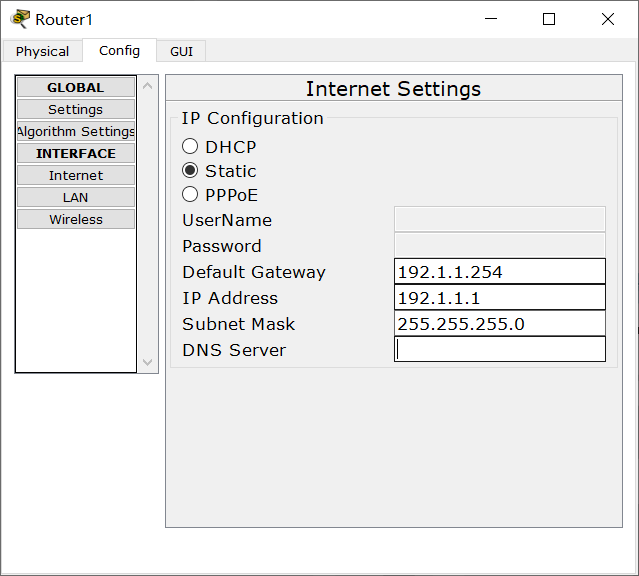 Router1
Physical Config GUI
GLOBAL
Settings
Algorithm Settings
INTERFACE
Internet
LAN
Wireless
Internet Settings
IP Configuration
DHCP
Static
PPPoE
UserName
Password
Default Gateway 192.1.1.254
IP Address 192.1.1.1
Subnet Mask 255.255.255.0
DNS Server